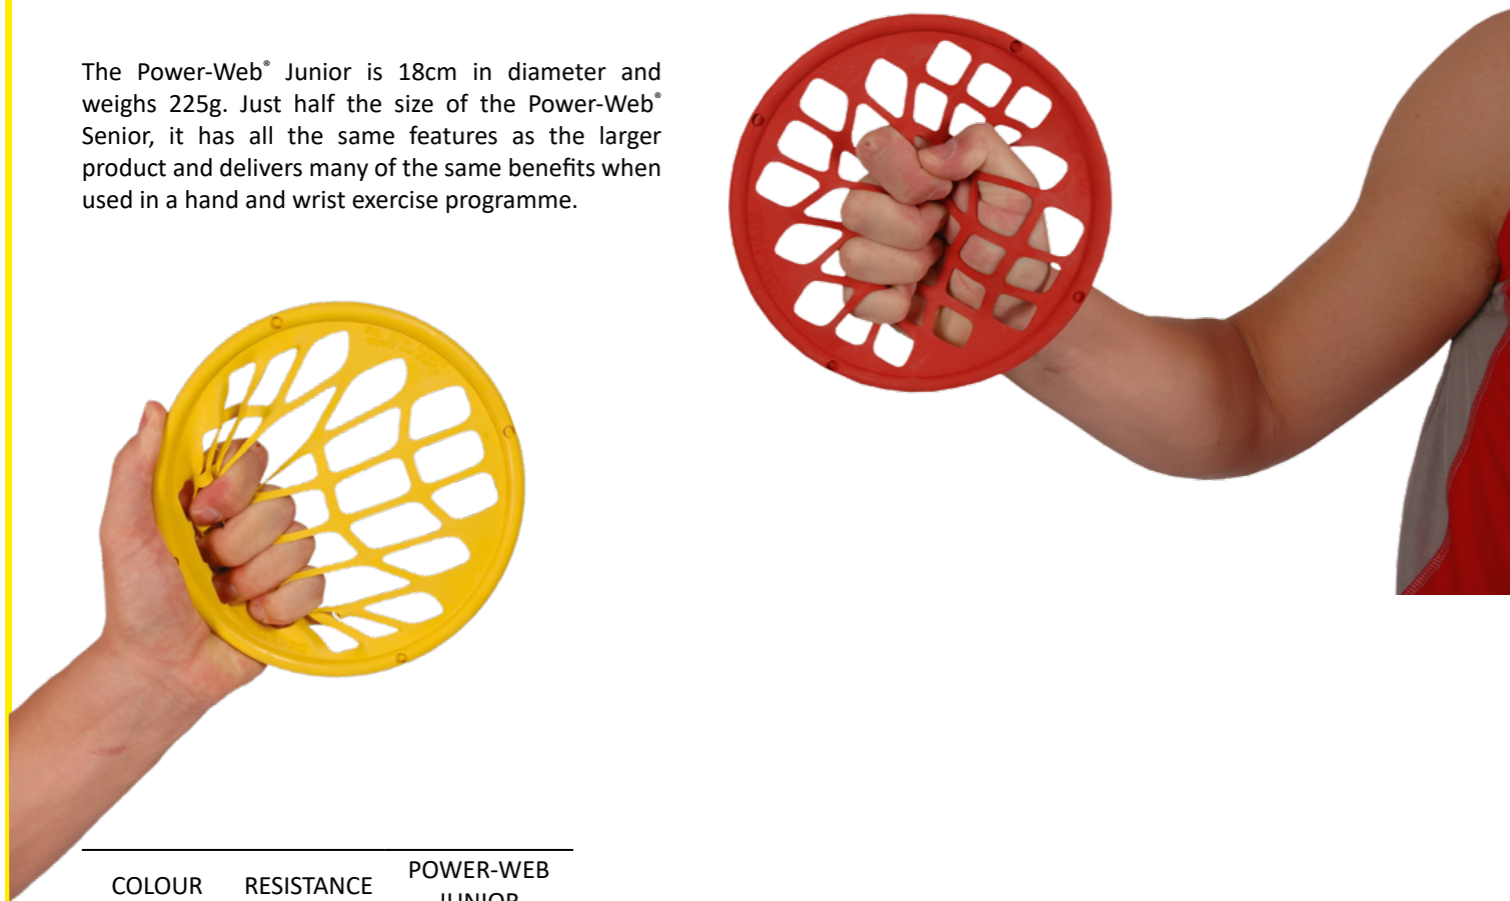 The Power-Web® Junior is 18cm in diameter and
weighs 225g. Just half the size of the Power-Web®
Senior, it has all the same features as the larger
product and delivers many of the same benefits when
used in a hand and wrist exercise programme.
COLOUR RESISTANCE POWER-WEB
JUNIOR